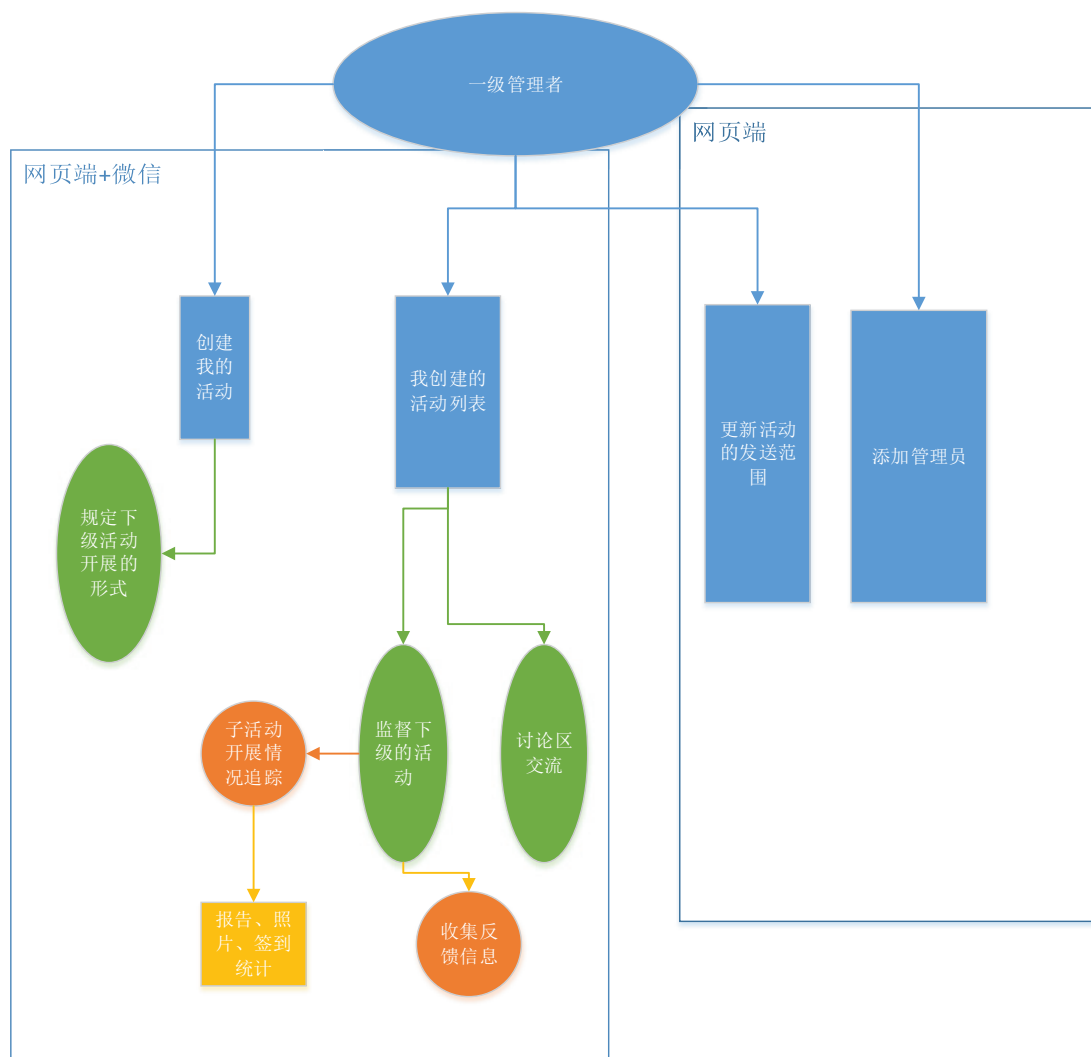 一级管理者
网页端
网页端+微信
创建
我的
活动
我创建的
活动列表
更新活动
的发送范
围
添加管理员
规定下
级活动
开展的
形式
子活动
开展情
况追踪
监督下
级的活
动
讨论区
交流
报告、照
片、签到
统计
收集反
馈信息